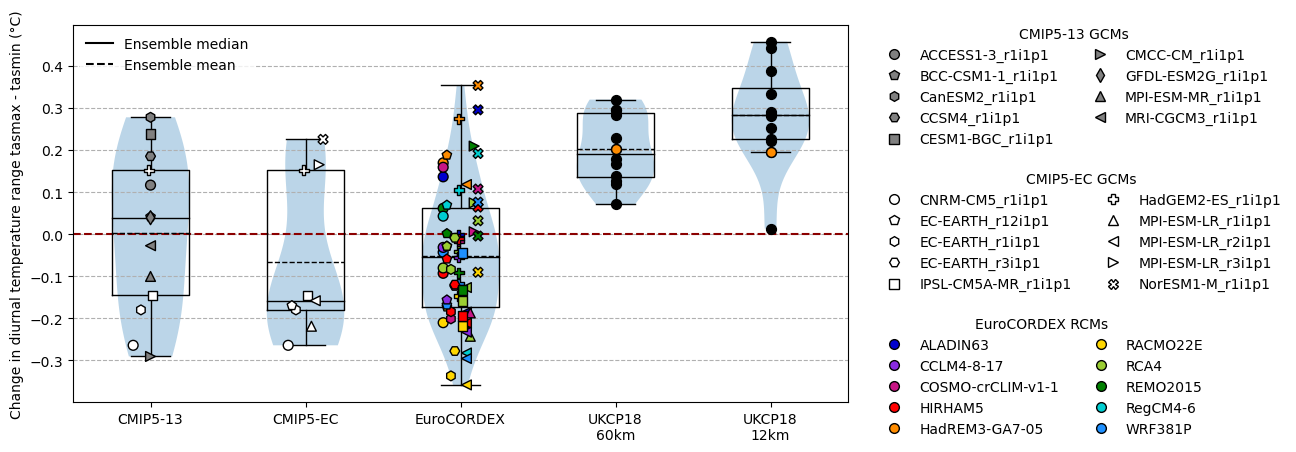 Change in diurnal temperature range tasmax - tasmin (°C)
Ensemble median
Ensemble mean
0.4
0.3
0.2
0.1
0.0
−0.1
−0.2
−0.3
CMIP5-13
CMIP5-EC
EuroCORDEX
UKCP18
60km
UKCP18
12km
CMIP5-13 GCMs
ACCESS1-3_r1i1p1
BCC-CSM1-1_r1i1p1
CanESM2_r1i1p1
CCSM4_r1i1p1
CESM1-BGC_r1i1p1
CMCC-CM_r1i1p1
GFDL-ESM2G_r1i1p1
MPI-ESM-MR_r1i1p1
MRI-CGCM3_r1i1p1
CMIP5-EC GCMs
CNRM-CM5_r1i1p1
EC-EARTH_r12i1p1
EC-EARTH_r1i1p1
EC-EARTH_r3i1p1
IPSL-CM5A-MR_r1i1p1
HadGEM2-ES_r1i1p1
MPI-ESM-LR_r1i1p1
MPI-ESM-LR_r2i1p1
MPI-ESM-LR_r3i1p1
NorESM1-M_r1i1p1
EuroCORDEX RCMs
ALADIN63
CCLM4-8-17
COSMO-crCLIM-v1-1
HIRHAM5
HadREM3-GA7-05
RACMO22E
RCA4
REMO2015
RegCM4-6
WRF381P